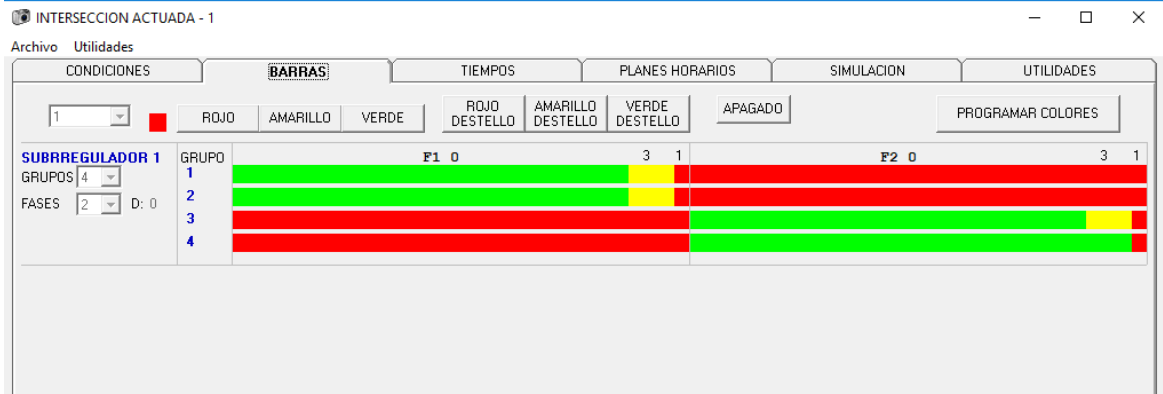 INTERSECCION ACTUADA - 1
Archivo Utilidades
CONDICIONES BARRAS TIEMPOS PLANES HORARIOS SIMULACION UTILIDADES
1 ROJO AMARILLO VERDE ROJO DESTELLO AMARILLO DESTELLO VERDE DESTELLO APAGADO PROGRAMAR COLORES
SUBRREGULADOR 1 GRUPO F1 0 3 1 F2 0 3 1
GRUPOS 4 1
FASES 2 D: 0 2
3
4